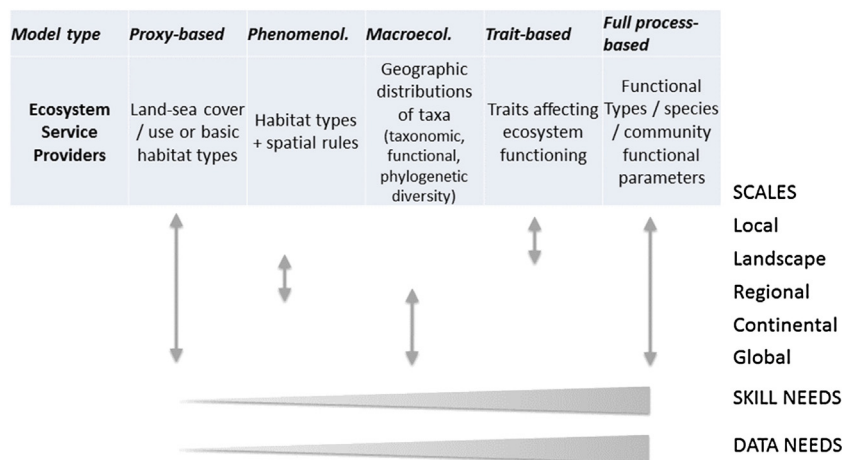 Model type
Proxy-based
Phenomenol.
Macroecol.
Trait-based
Full process-
based
Ecosystem
Service
Providers
Land-sea cover
/ use or basic
habitat types
Habitat types
+ spatial rules
Geographic
distributions
of taxa
(taxonomic,
functional,
phylogenetic
diversity)
Traits affecting
ecosystem
functioning
Functional
Types / species
/ community
functional
parameters
SCALES
Local
Landscape
Regional
Continental
Global
SKILL NEEDS
DATA NEEDS